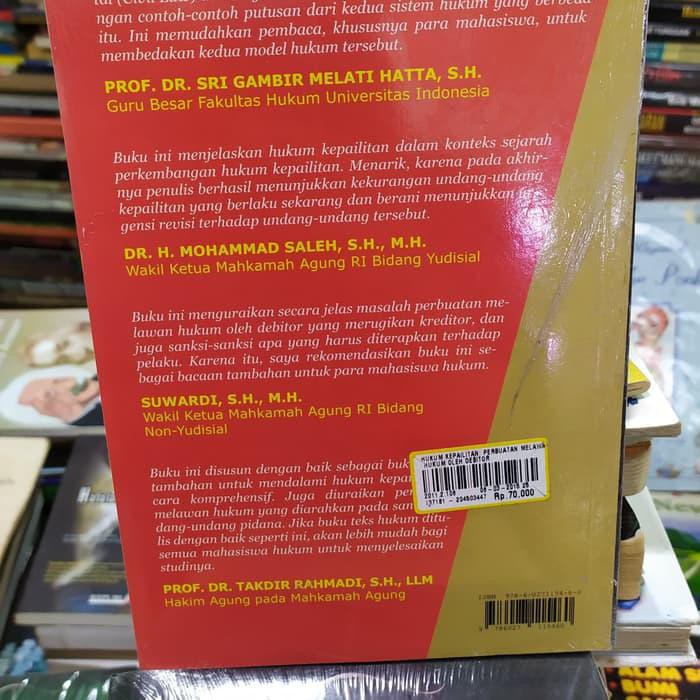 ngan contoh-contoh putusan dari kedua sistem hukum yang berbeda
itu. Ini memudahkan pembaca, khususnya para mahasiswa, untuk
membedakan kedua model hukum tersebut.
PROF. DR. SRI GAMBIR MELATI HATTA, S.H.
Guru Besar Fakultas Hukum Universitas Indonesia
Buku ini menjelaskan hukum kepailitan dalam konteks sejarah
perkembangan hukum kepailitan. Menarik, karena pada akhir-
nya penulis berhasil menunjukkan kekurangan undang-undang
kepailitan yang berlaku sekarang dan berani menunjukkan
gensi revisi terhadap undang-undang tersebut.
DR. H. MOHAMMAD SALEH, S.H., M.H.
Wakil Ketua Mahkamah Agung RI Bidang Yudisial
Buku ini menguraikan secara jelas masalah perbuatan me-
lawan hukum oleh debitor yang merugikan kreditor, dan
juga sanksi-sanksi apa yang harus diterapkan terhadap
pelaku. Karena itu, saya rekomendasikan buku ini se-
bagai bacaan tambahan untuk para mahasiswa hukum.
SUWARDI, S.H., M.H.
Wakil Ketua Mahkamah Agung RI Bidang
Non-Yudisial
Buku ini disusun dengan baik sebagai buk
tambahan untuk mendalami hukum kepa
cara komprehensif. Juga diuraikan pe
melawan hukum yang diarahkan pada san
dang-undang pidana. Jika buku teks hukum ditu-
lis dengan baik seperti ini, akan lebih mudah bagi
semua mahasiswa hukum untuk menyelesaikan
studinya.
PROF. DR. TAKDIR RAHMADI, S.H., LLM
Hakim Agung pada Mahkamah Agung
HUKUM KEPAILITAN: PERBUATAN MELAWA
HUKUM OLEH DEBITOR
2011.2.108
137181 - 204503447
Rp.70,000